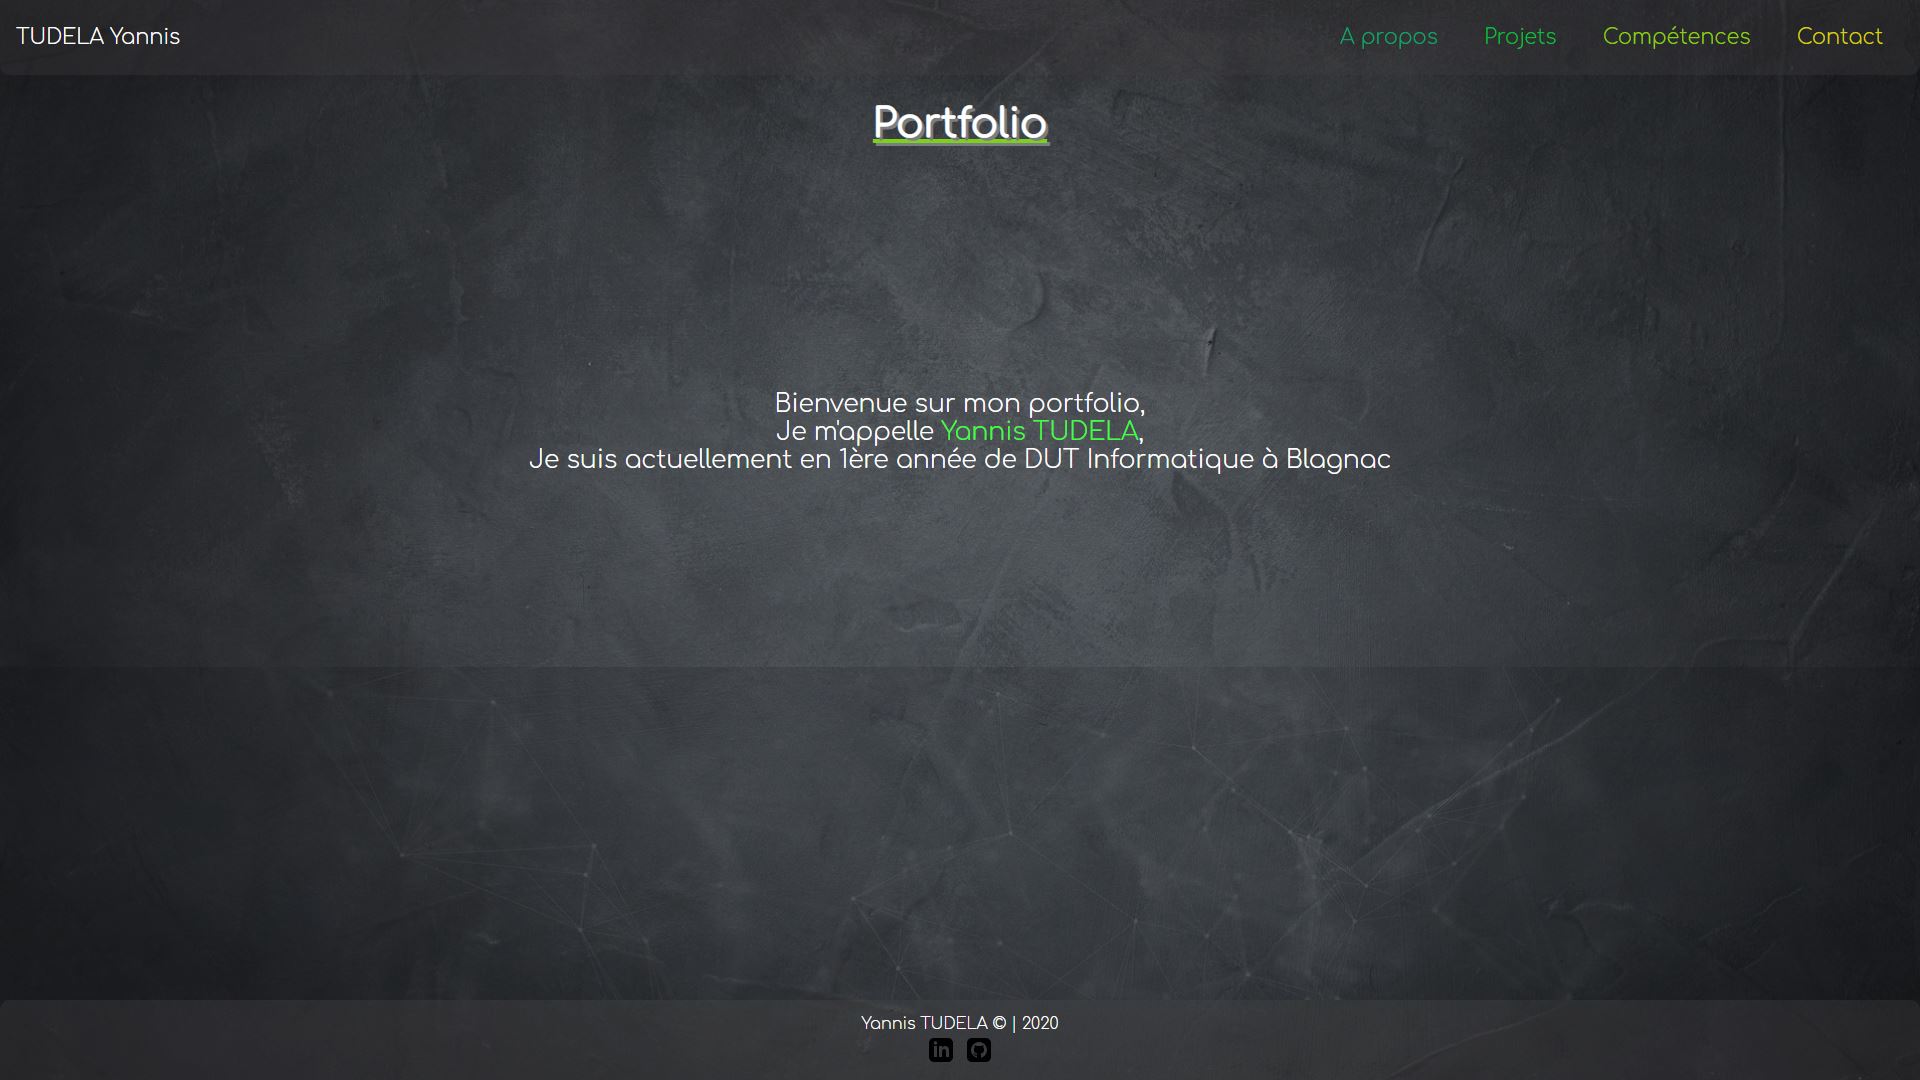 TUDELA Yannis
A propos
Projets
Compétences
Contact
Portfolio
Bienvenue sur mon portfolio,
Je m'appelle Yannis TUDELA,
Je suis actuellement en 1ère année de DUT Informatique à Blagnac
Yannis TUDELA © | 2020
in